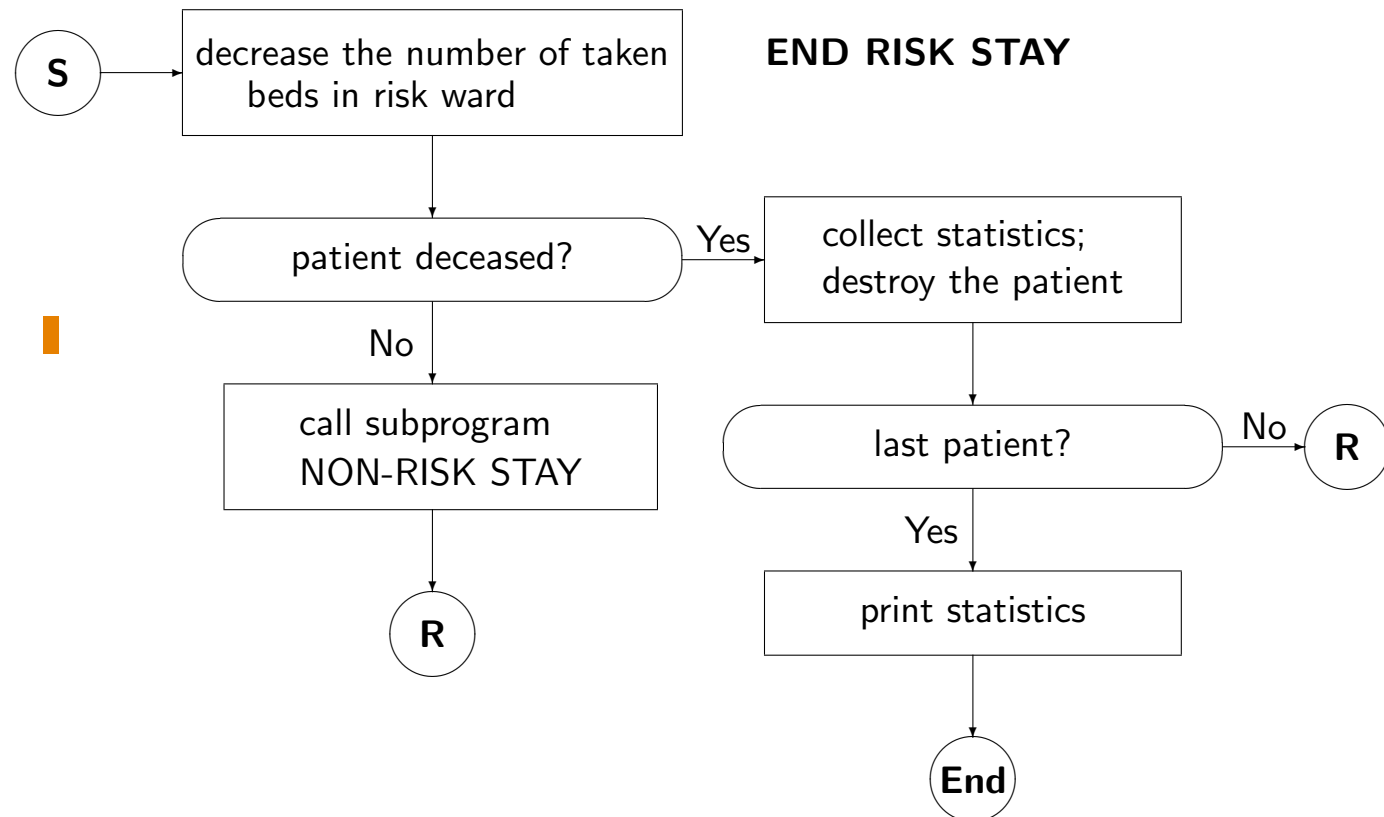 END RISK STAY
S
decrease the number of taken
beds in risk ward
patient deceased?
Yes
collect statistics;
destroy the patient
No
call subprogram
NON-RISK STAY
R
last patient?
No
R
Yes
print statistics
End